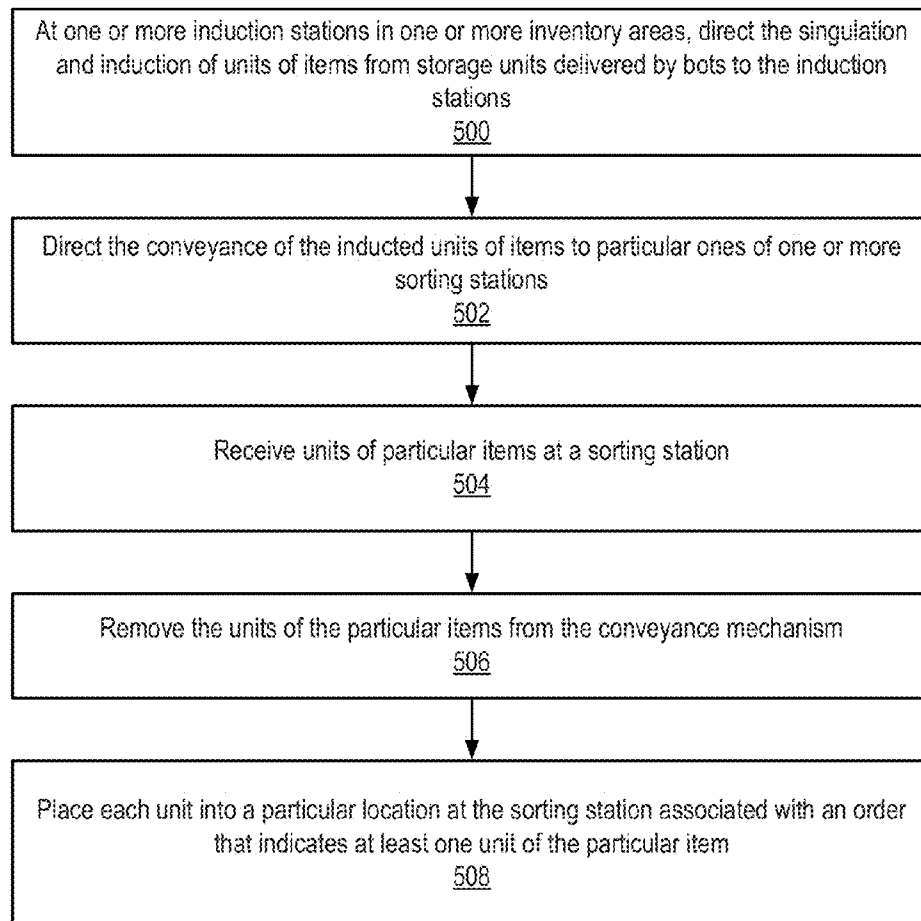 At one or more induction stations in one or more inventory areas, direct the singulation
and induction of units of items from storage units delivered by bots to the induction
stations
500
Direct the conveyance of the inducted units of items to particular ones of one or more
sorting stations
502
Receive units of particular items at a sorting station
504
Remove the units of the particular items from the conveyance mechanism
506
Place each unit into a particular location at the sorting station associated with an order
that indicates at least one unit of the particular item
508